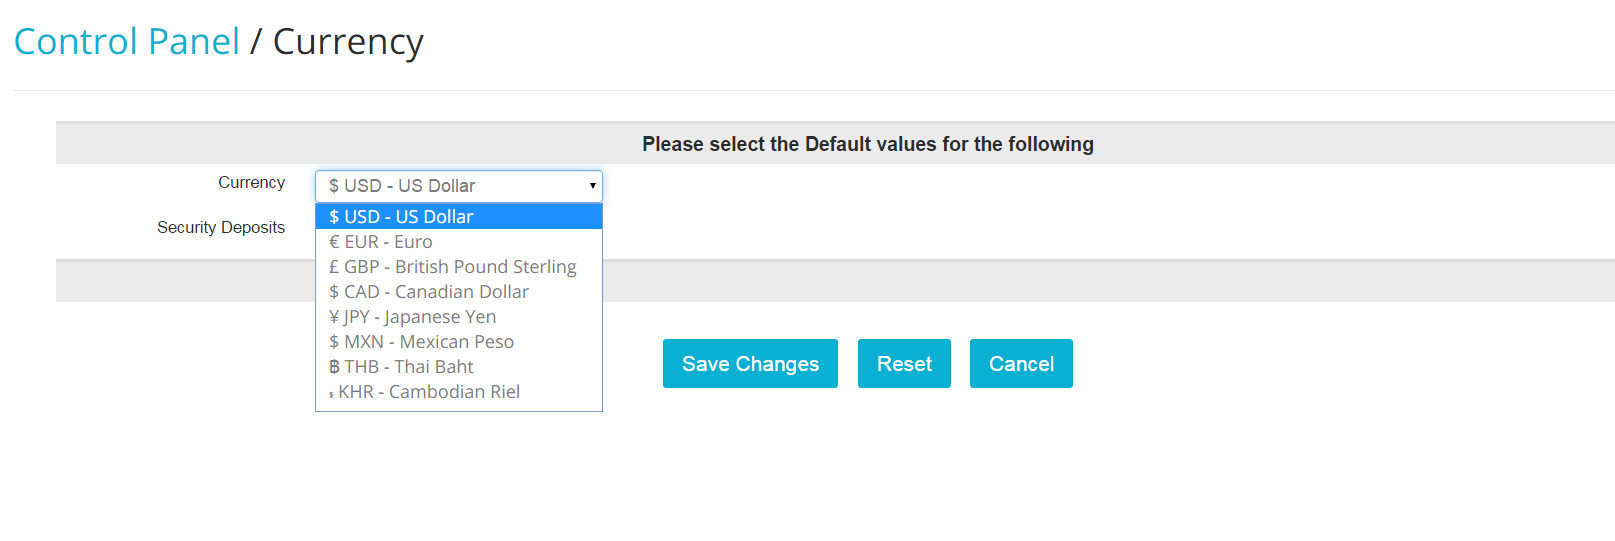 Control Panel / Currency
Please select the Default values for the following
Currency
$ USD - US Dollar
$ USD - US Dollar
Security Deposits
€ EUR - Euro
£ GBP - British Pound Sterling
$ CAD - Canadian Dollar
¥ JPY - Japanese Yen
$ MXN - Mexican Peso
฿ THB - Thai Baht
៛ KHR - Cambodian Riel
Save Changes
Reset
Cancel